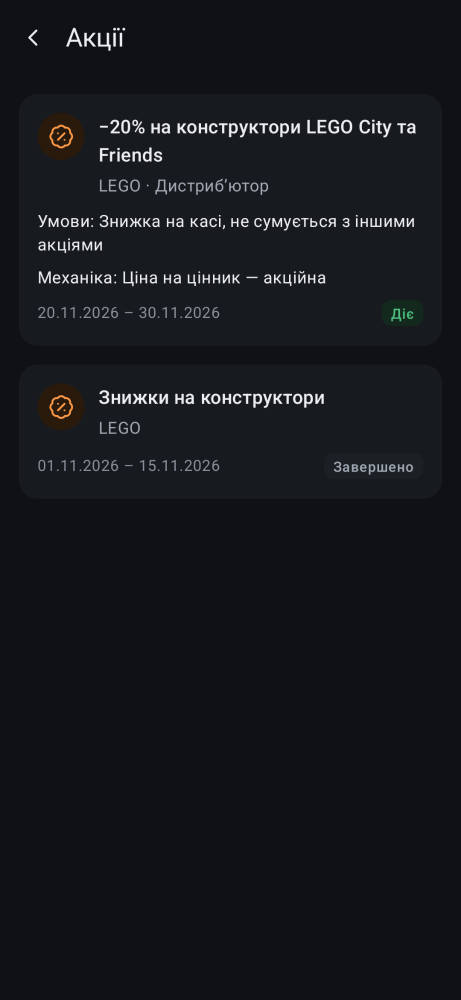 Акції
−20% на конструктори LEGO City та
Friends
LEGO · Дистриб’ютор
Умови: Знижка на касі, не сумується з іншими
акціями
Механіка: Ціна на цінник — акційна
20.11.2026 – 30.11.2026
Діє
Знижки на конструктори
LEGO
01.11.2026 – 15.11.2026
Завершено